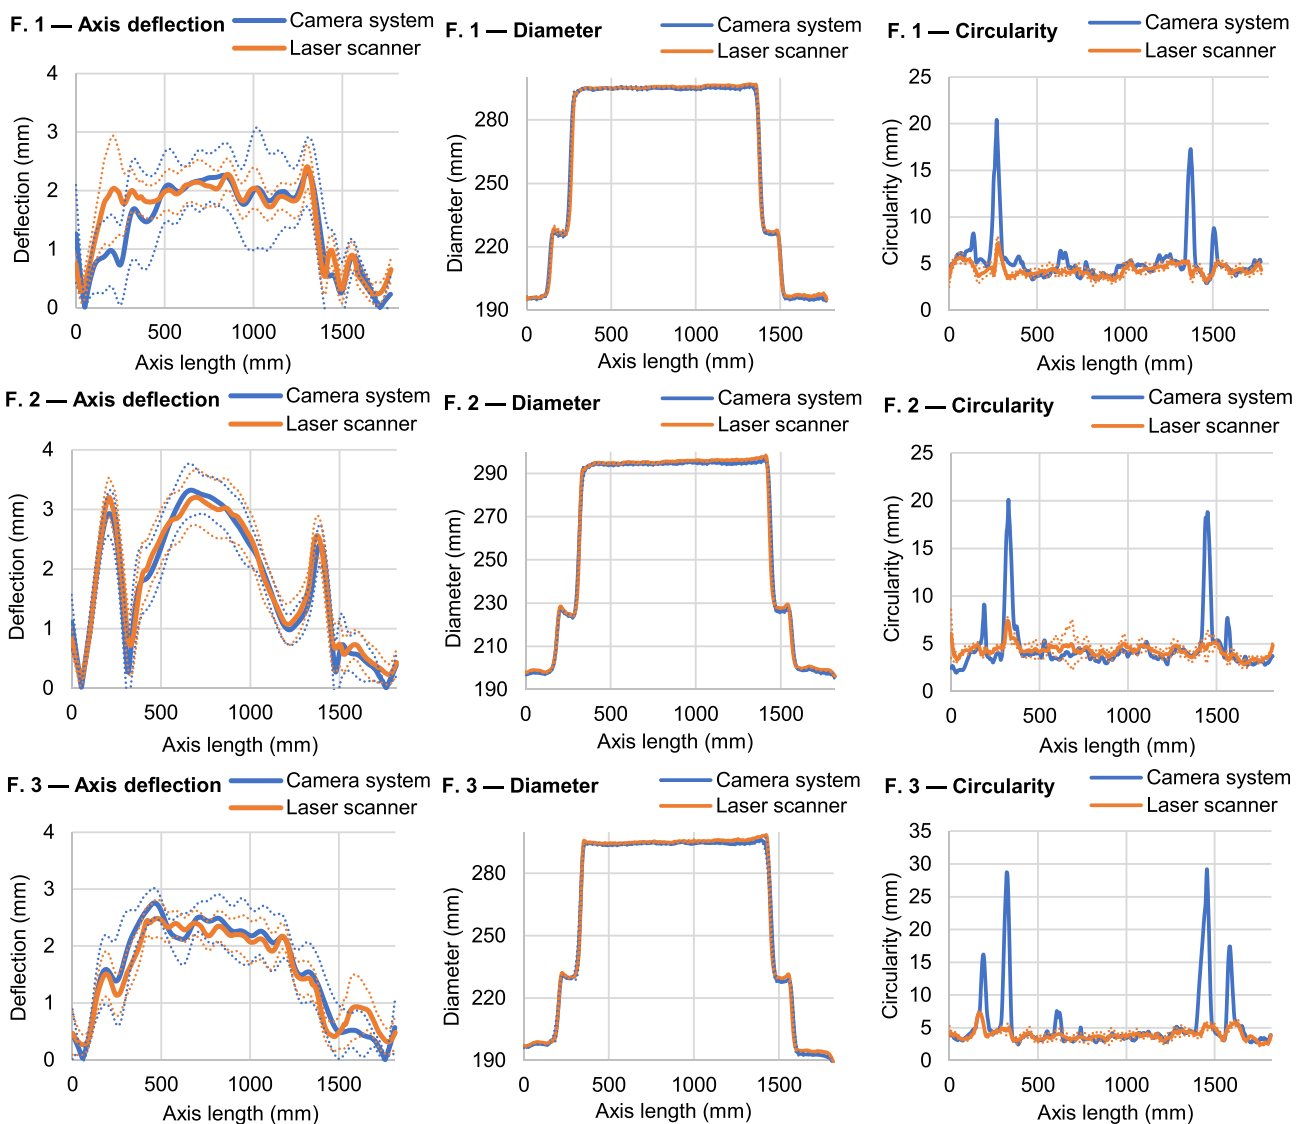 F. 1 — Axis deflection
Camera system
Laser scanner
Deflection (mm)
4
3
2
1
0
0 500 1000 1500
Axis length (mm)
F. 1 — Diameter
Camera system
Laser scanner
Diameter (mm)
280
250
220
190
0 500 1000 1500
Axis length (mm)
F. 1 — Circularity
Camera system
Laser scanner
Circularity (mm)
25
20
15
10
5
0
0 500 1000 1500
Axis length (mm)
F. 2 — Axis deflection
Camera system
Laser scanner
Deflection (mm)
4
3
2
1
0
0 500 1000 1500
Axis length (mm)
F. 2 — Diameter
Camera system
Laser scanner
Diameter (mm)
290
270
250
230
210
190
0 500 1000 1500
Axis length (mm)
F. 2 — Circularity
Camera system
Laser scanner
Circularity (mm)
25
20
15
10
5
0
0 500 1000 1500
Axis length (mm)
F. 3 — Axis deflection
Camera system
Laser scanner
Deflection (mm)
4
3
2
1
0
0 500 1000 1500
Axis length (mm)
F. 3 — Diameter
Camera system
Laser scanner
Diameter (mm)
280
250
220
190
0 500 1000 1500
Axis length (mm)
F. 3 — Circularity
Camera system
Laser scanner
Circularity (mm)
35
30
25
20
15
10
5
0
0 500 1000 1500
Axis length (mm)